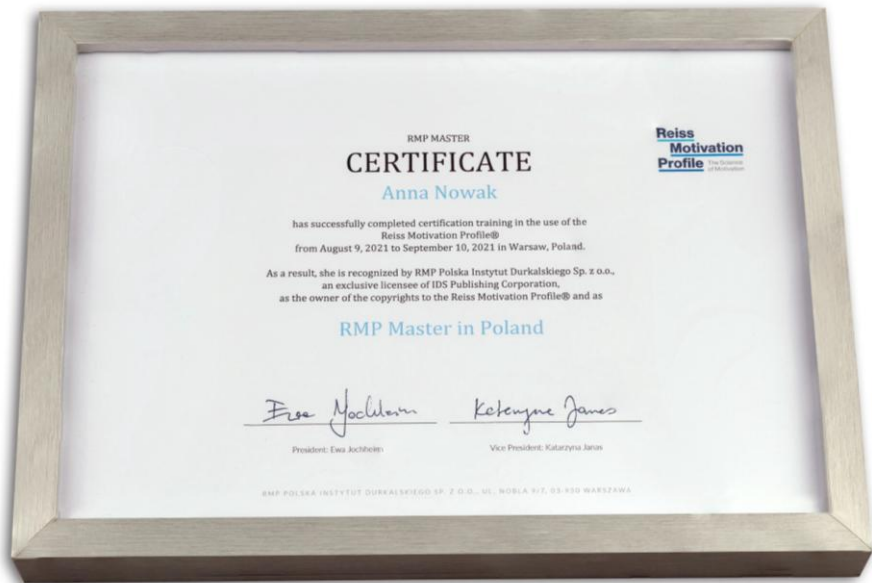 RMP MASTER
CERTIFICATE
Anna Nowak
has successfully completed certification training in the use of the
Reiss Motivation Profile®
from August 9, 2021 to September 10, 2021 in Warsaw, Poland.
As a result, she is recognized by RMP Polska Instytut Durkalskiego Sp. z o.o.,
an exclusive licensee of IDS Publishing Corporation,
as the owner of the copyrights to the Reiss Motivation Profile® and as
RMP Master in Poland
Reiss
Motivation
Profile The Science
of Motivation
President: Ewa Jochheim
Vice President: Katarzyna Janas
RMP POLSKA INSTYTUT DURKALSKIEGO SP. Z O.O., UL. NOBLA 9/7, 03-930 WARSZAWA